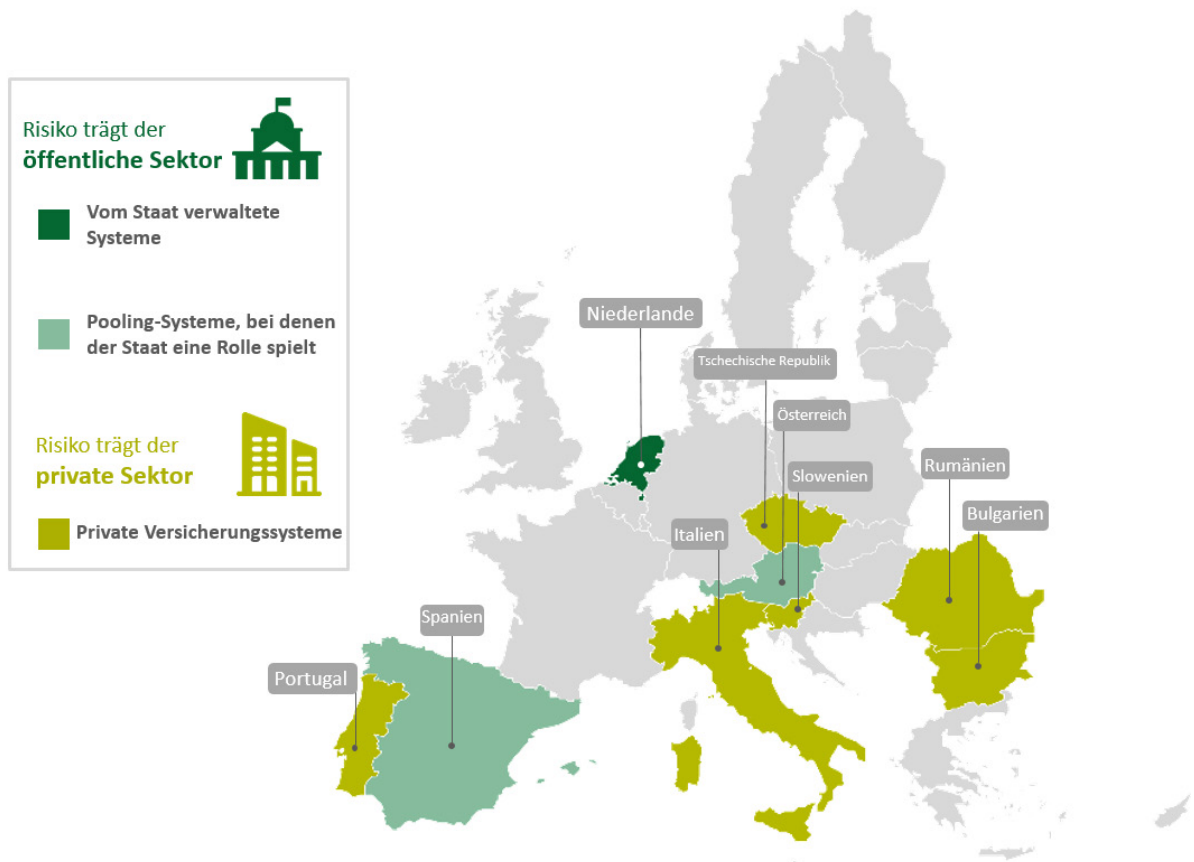 Risiko trägt der
öffentliche Sektor
Vom Staat verwaltete
Systeme
Pooling-Systeme, bei denen
der Staat eine Rolle spielt
Risiko trägt der
private Sektor
Private Versicherungssysteme
Niederlande
Tschechische Republik
Österreich
Slowenien
Rumänien
Bulgarien
Italien
Spanien
Portugal